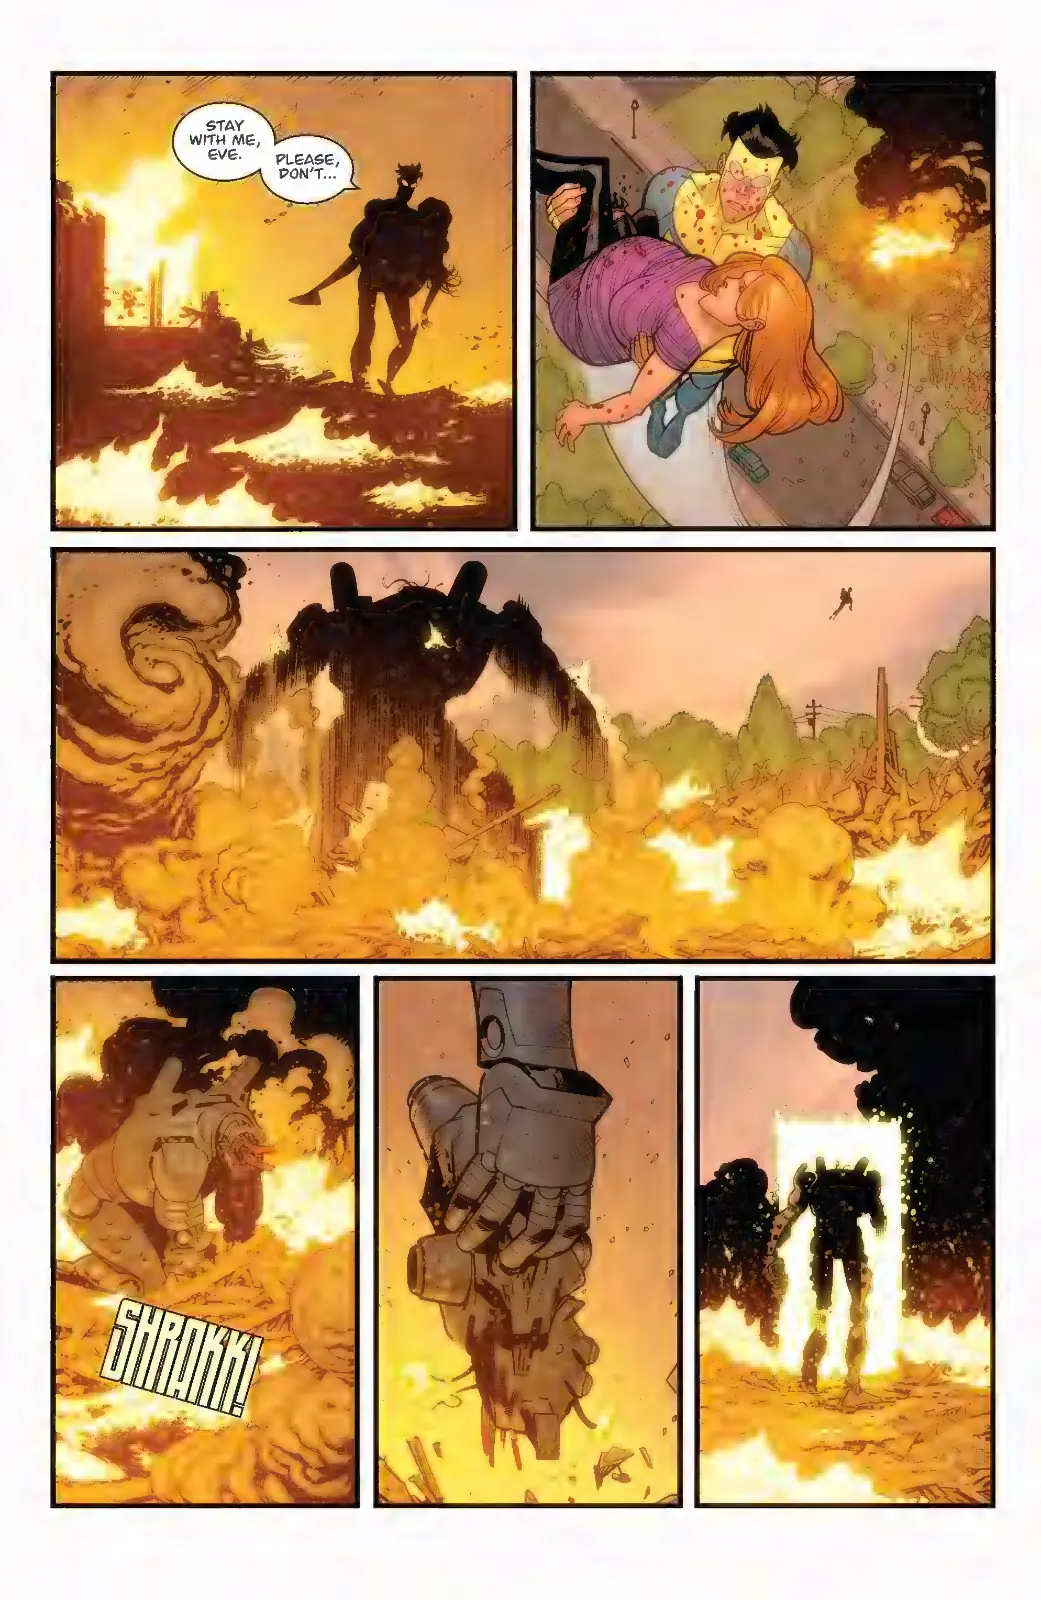 STAY
WITH ME,
EVE.
PLEASE,
DON'T...
SHRAKK!